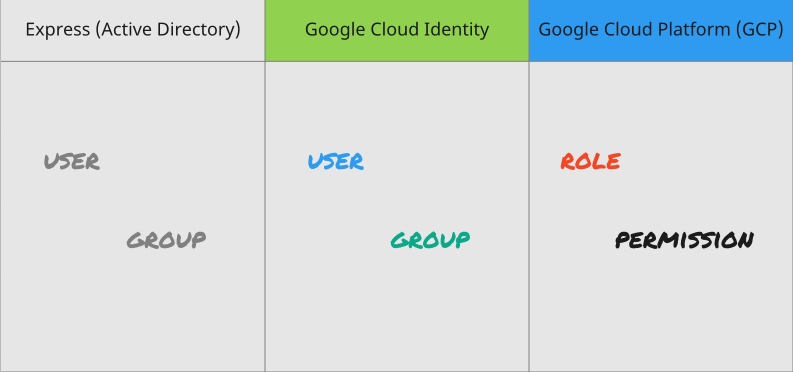 Express (Active Directory)
Google Cloud Identity
Google Cloud Platform (GCP)
USER
GROUP
USER
GROUP
ROLE
PERMISSION